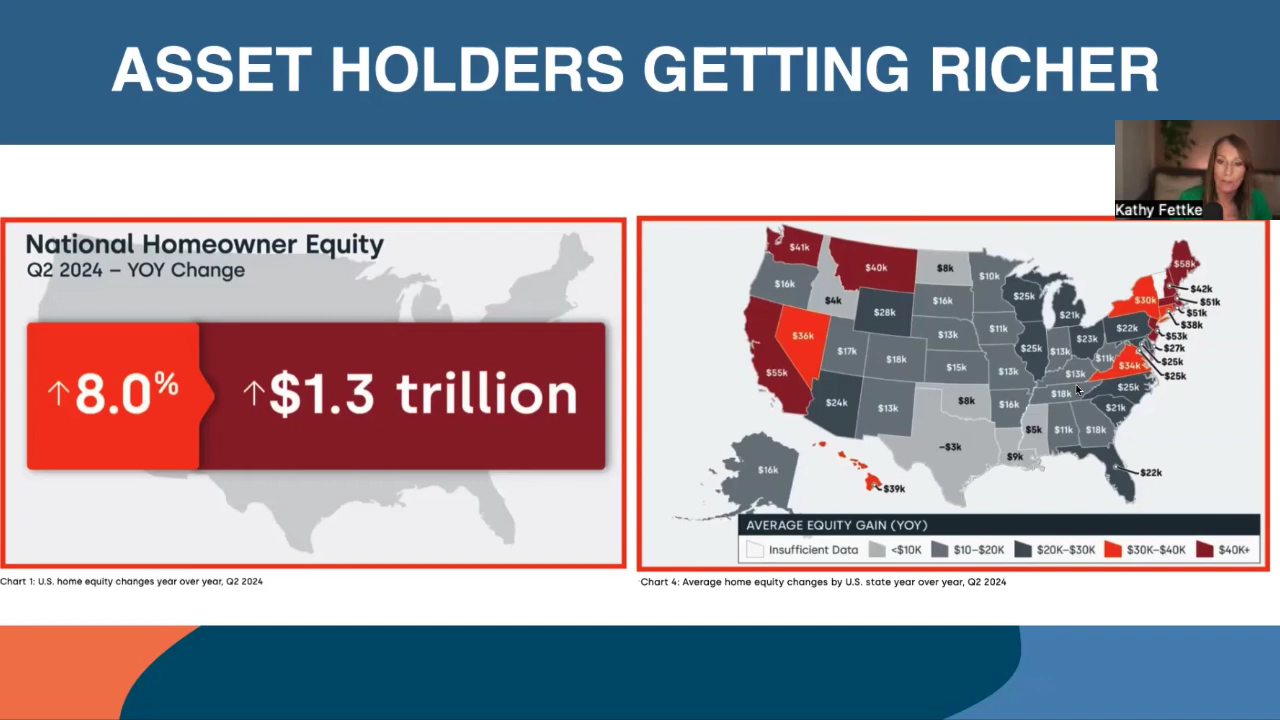 ASSET HOLDERS GETTING RICHER
Kathy Fettke
National Homeowner Equity
Q2 2024 – YOY Change
↑8.0%
↑$1.3 trillion
Chart 1: U.S. home equity changes year over year, Q2 2024
$41k
$40k
$8k
$10k
$58k
$16k
$4k
$28k
$16k
$25k
$21k
$30k
$42k
$51k
$51k
$38k
$53k
$27k
$25k
$25k
$36k
$17k
$18k
$13k
$11k
$25k
$13k
$23k
$22k
$11k
$34k
$55k
$15k
$13k
$13k
$18k
$25k
$24k
$13k
$8k
$16k
$21k
–$3k
$9k
$5k
$11k
$18k
$22k
$16k
$39k
AVERAGE EQUITY GAIN (YOY)
Insufficient Data
<$10K
$10–$20K
$20K–$30K
$30K–$40K
$40K+
Chart 4: Average home equity changes by U.S. state year over year, Q2 2024